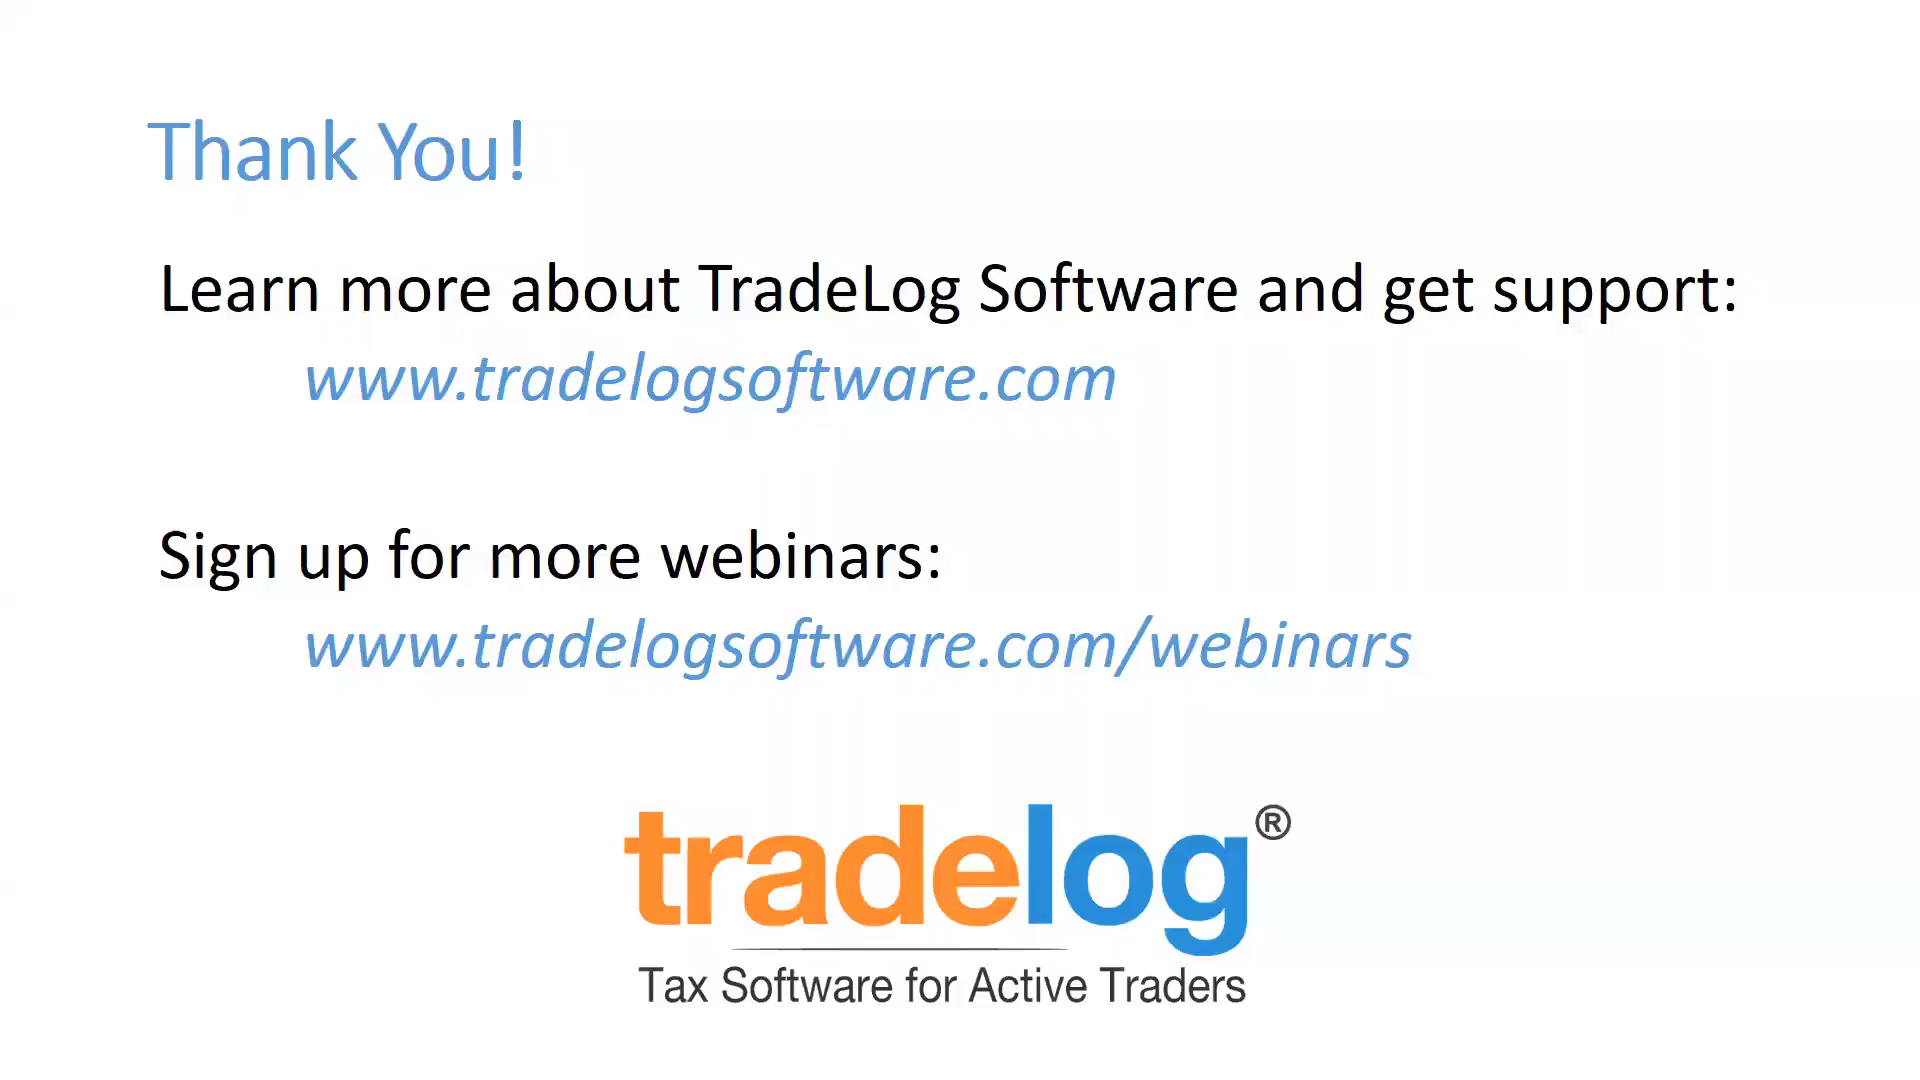 Thank You!
Learn more about TradeLog Software and get support:
www.tradelogsoftware.com
Sign up for more webinars:
www.tradelogsoftware.com/webinars
tradelog®
Tax Software for Active Traders